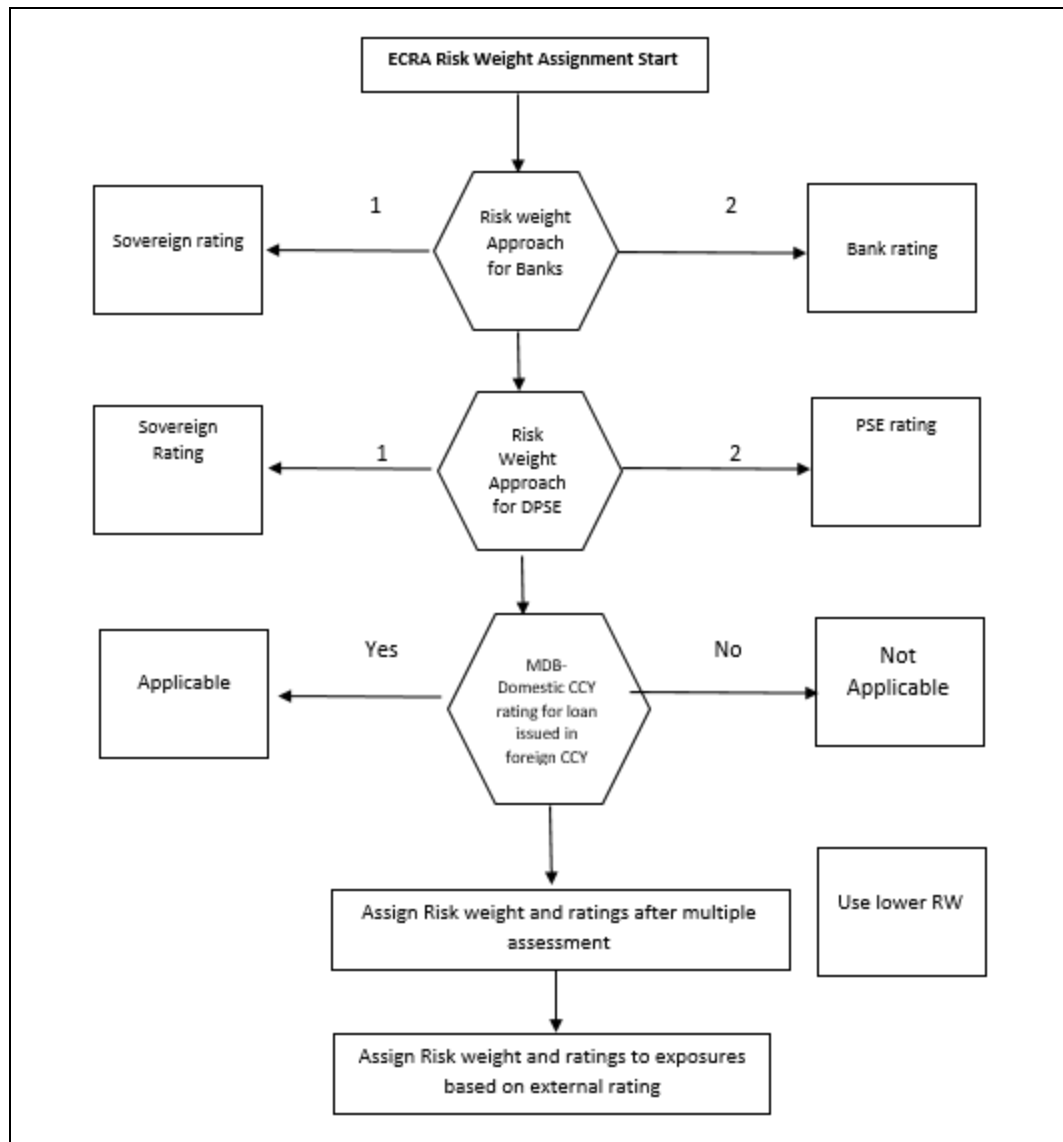 ECRA Risk Weight Assignment Start
1
2
Sovereign rating
Risk weight
Approach
for Banks
Bank rating
Sovereign
Rating
1
Risk
Weight
Approach
for DPSE
2
PSE rating
Yes
No
Applicable
MDB-
Domestic CCY
rating for loan
issued in
foreign CCY
Not
Applicable
Assign Risk weight and ratings after multiple
assessment
Use lower RW
Assign Risk weight and ratings to exposures
based on external rating